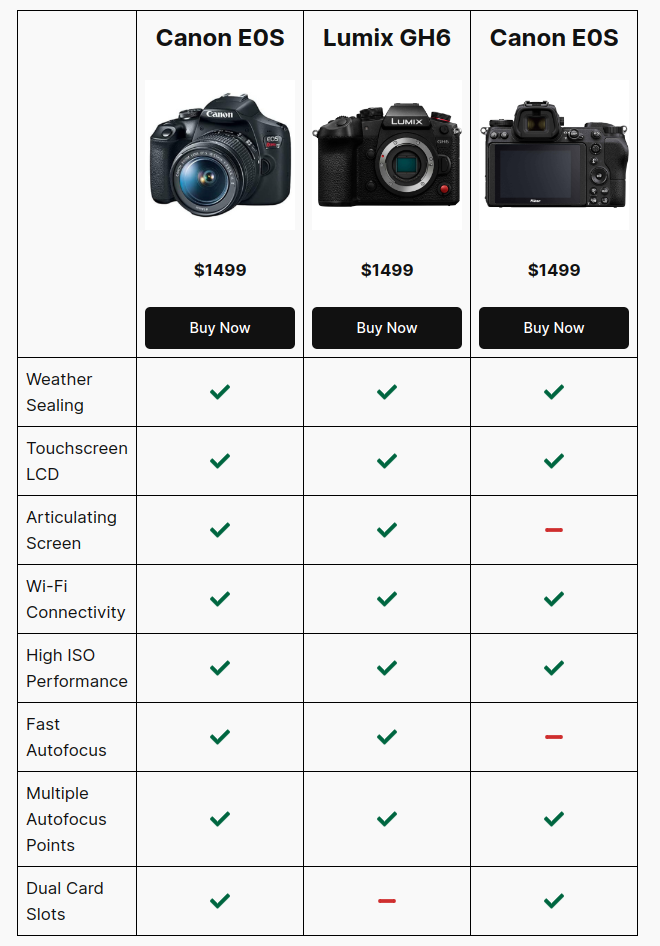 Canon E0S
Lumix GH6
Canon E0S
Canon
EOS
LUMIX
GH6
Nikon
$1499
$1499
$1499
Buy Now
Buy Now
Buy Now
Weather
Sealing
Touchscreen
LCD
Articulating
Screen
Wi-Fi
Connectivity
High ISO
Performance
Fast
Autofocus
Multiple
Autofocus
Points
Dual Card
Slots